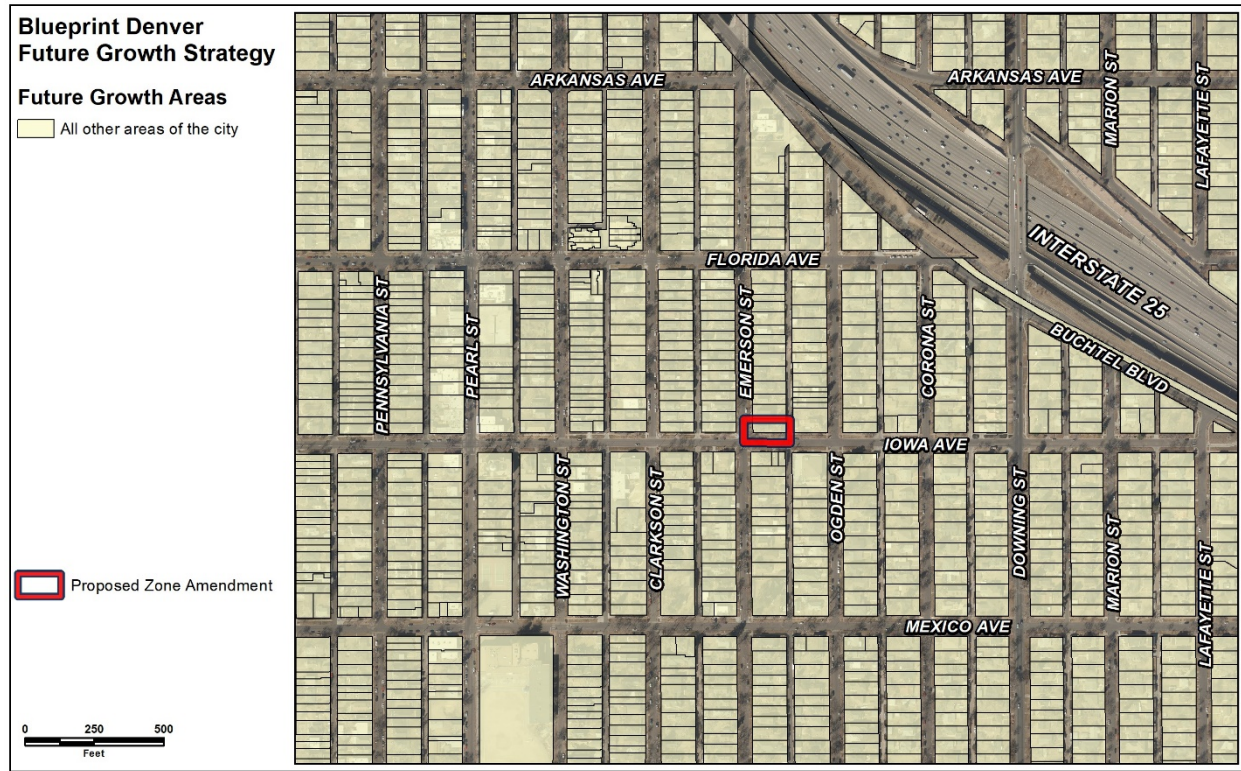 Blueprint Denver
Future Growth Strategy
Future Growth Areas
All other areas of the city
Proposed Zone Amendment
0 250 500
Feet
ARKANSAS AVE
ARKANSAS AVE
MARION ST
LAFAYETTE ST
FLORIDA AVE
INTERSTATE 25
PENNSYLVANIA ST
PEARL ST
EMERSON ST
CORONA ST
BUCHTEL BLVD
IOWA AVE
WASHINGTON ST
CLARKSON ST
OGDEN ST
DOWNING ST
MARION ST
LAFAYETTE ST
MEXICO AVE